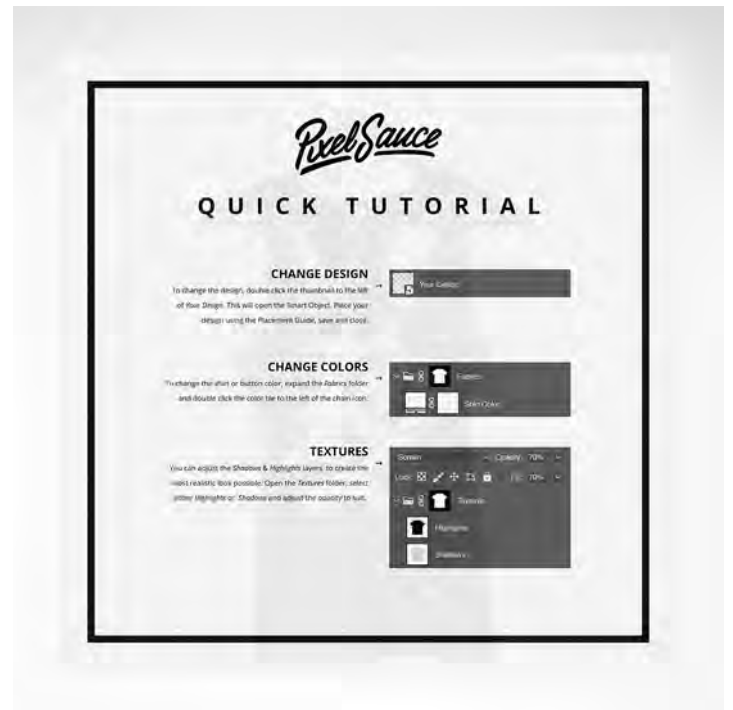 Pixel Sauce
QUICK TUTORIAL
CHANGE DESIGN
To change the design, double click the thumbnail to the left
of Your Design. This will open the Smart Object. Place your
design using the Placement Guide, save and close.
→
Your Design
CHANGE COLORS
To change the shirt or button color, expand the Fabrics folder
and double click the color tile to the left of the chain icon.
→
Fabrics
Shirt Color
TEXTURES
You can adjust the Shadows & Highlights layers, to create the
most realistic look possible. Open the Textures folder, select
either Highlights or Shadows and adjust the opacity to suit.
→
Screen Opacity: 70%
Lock: Fill: 70%
Textures
Highlights
Shadows